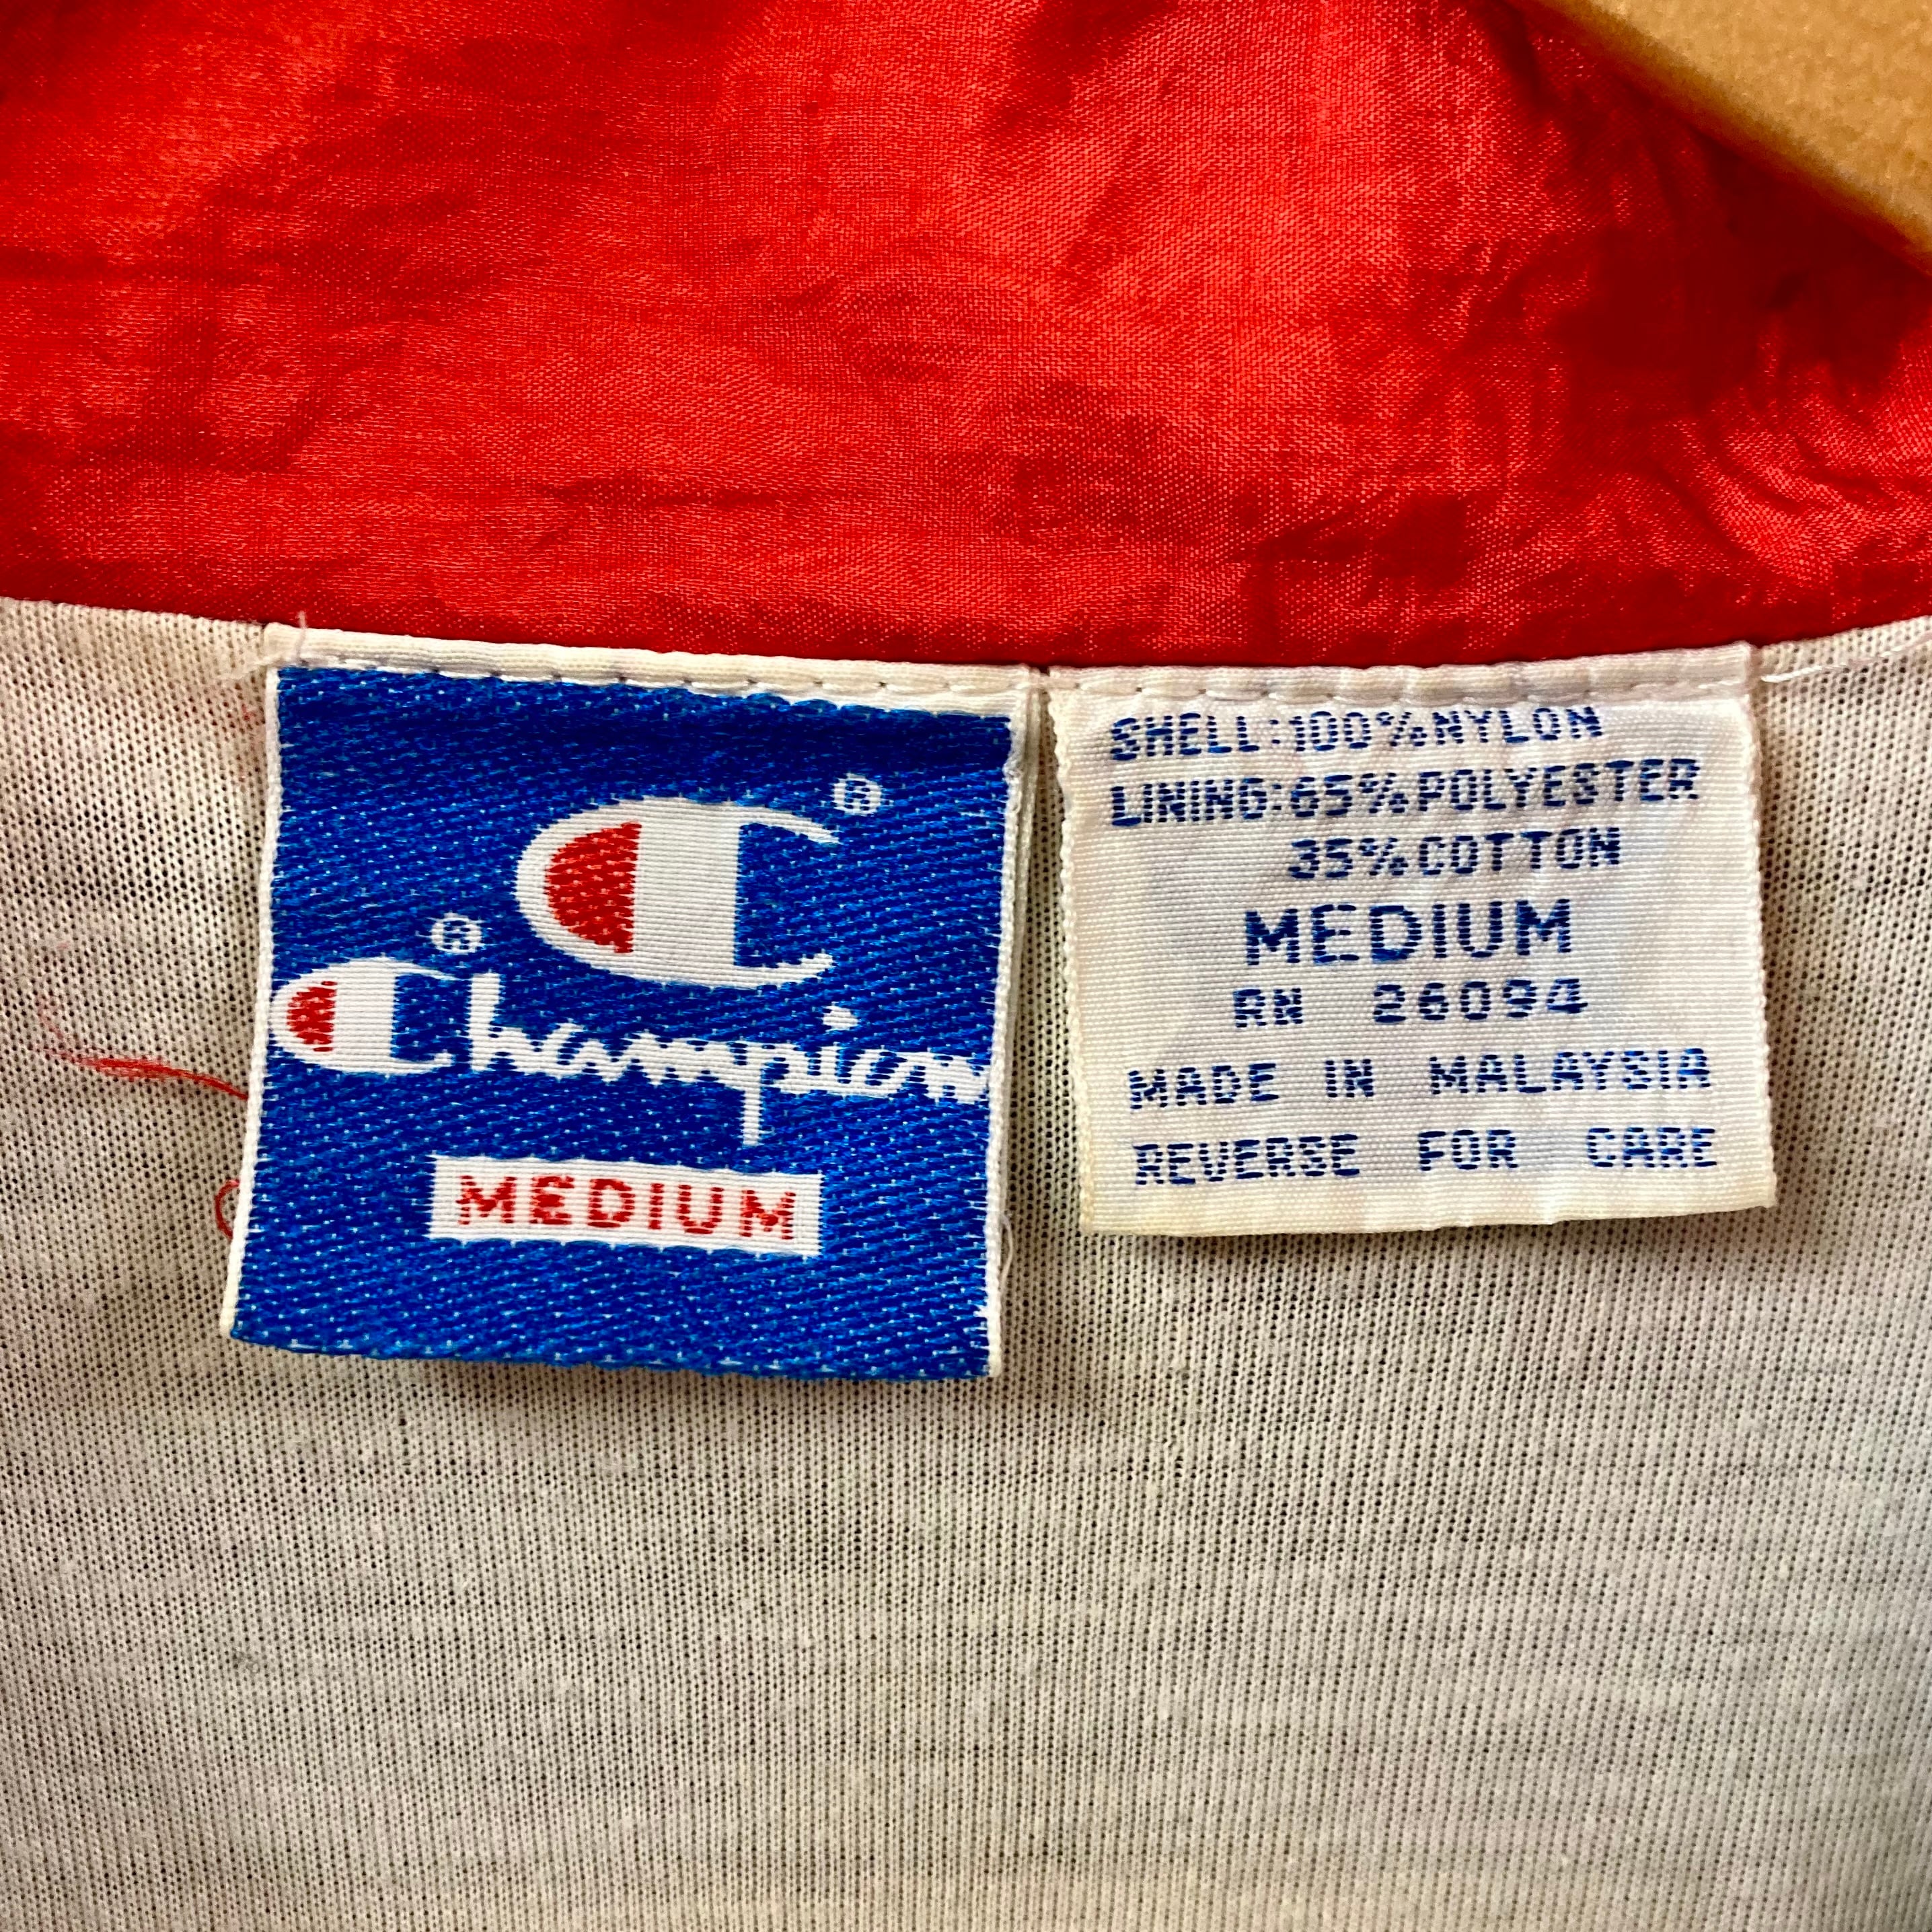 ®
®
Champion
MEDIUM
SHELL:100%NYLON
LINING:65%POLYESTER
35%COTTON
MEDIUM
RN 26094
MADE IN MALAYSIA
REVERSE FOR CARE